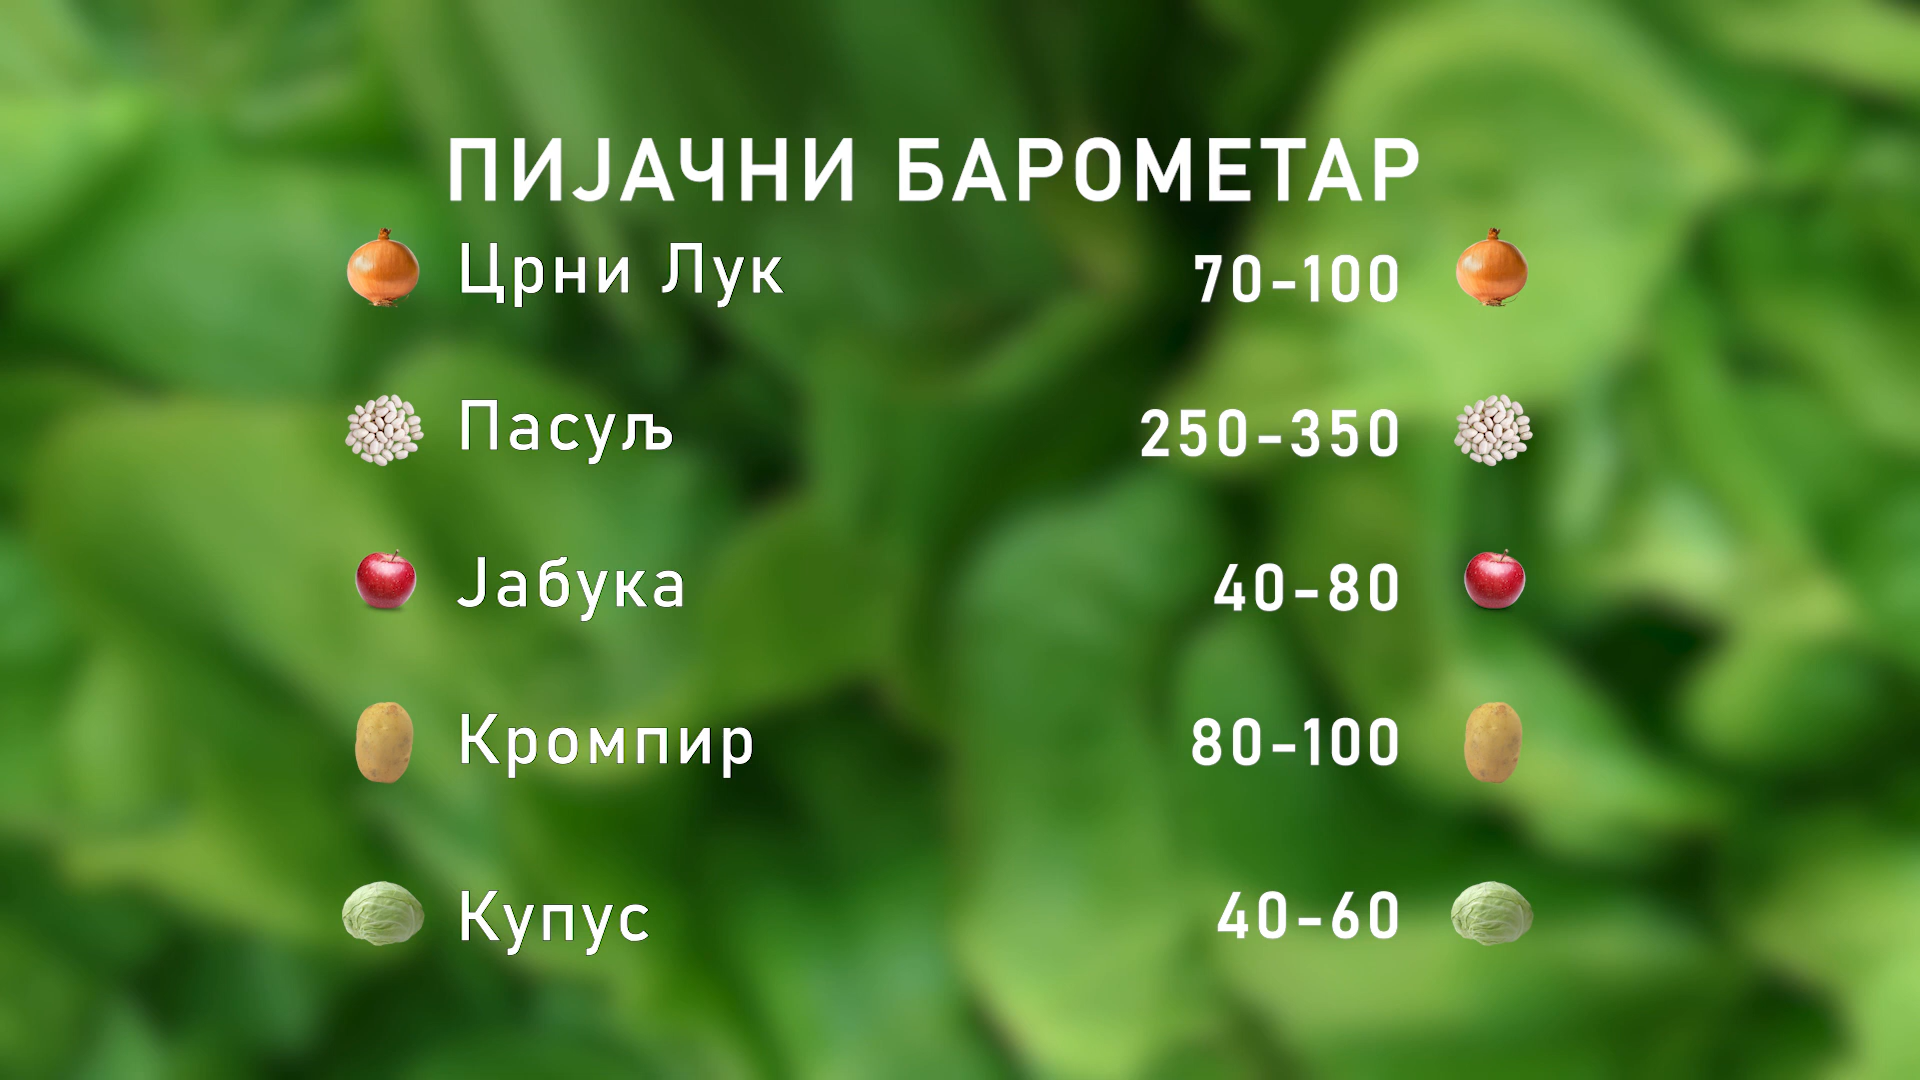 ПИЈАЧНИ БАРОМЕТАР
Црни Лук 70-100
Пасуљ 250-350
Јабука 40-80
Кромпир 80-100
Купус 40-60